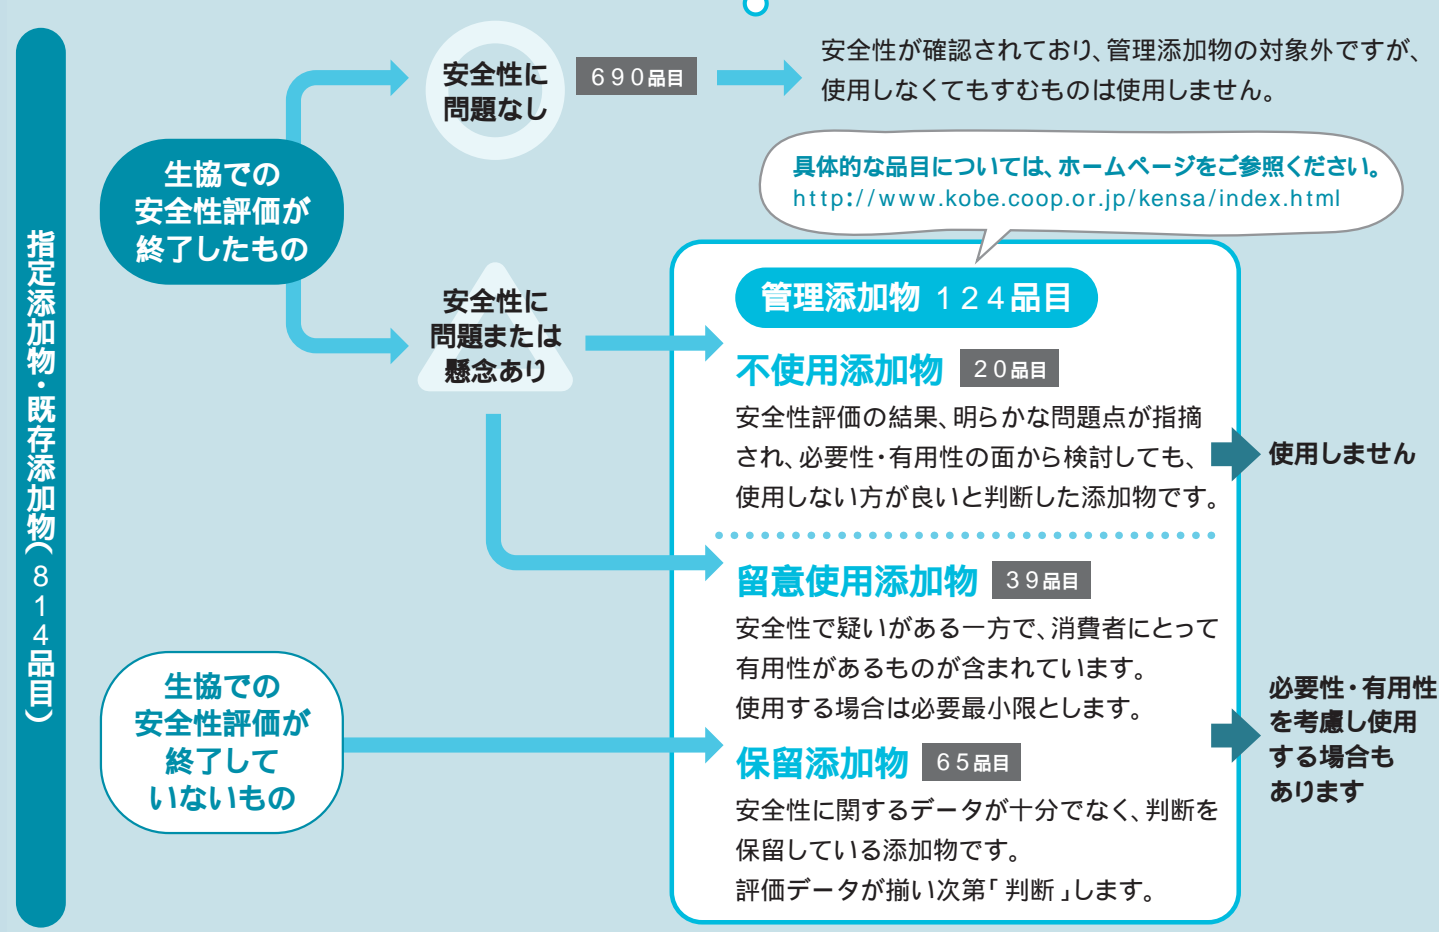 指定添加物・既存添加物(814品目)
生協での
安全性評価が
終了したもの
安全性に
問題なし
690品目
安全性が確認されており、管理添加物の対象外ですが、
使用しなくてもすむものは使用しません。
具体的な品目については、ホームページをご参照ください。
http://www.kobe.coop.or.jp/kensa/index.html
安全性に
問題または
懸念あり
管理添加物 124品目
不使用添加物 20品目
安全性評価の結果、明らかな問題点が指摘
され、必要性・有用性の面から検討しても、
使用しない方が良いと判断した添加物です。
使用しません
留意使用添加物 39品目
安全性で疑いがある一方で、消費者にとって
有用性があるものが含まれています。
使用する場合は必要最小限とします。
生協での
安全性評価が
終了して
いないもの
保留添加物 65品目
安全性に関するデータが十分でなく、判断を
保留している添加物です。
評価データが揃い次第「判断」します。
必要性・有用性
を考慮し使用
する場合も
あります